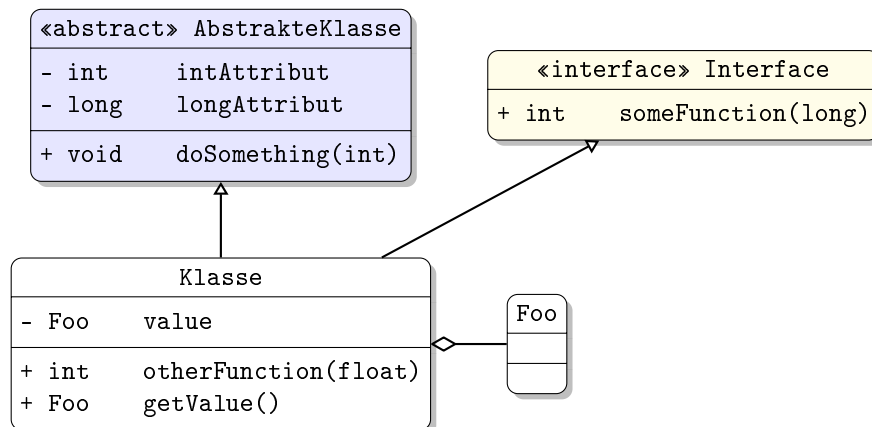 «abstract» AbstrakteKlasse
- int intAttribut
- long longAttribut
+ void doSomething(int)
«interface» Interface
+ int someFunction(long)
Klasse
- Foo value
+ int otherFunction(float)
+ Foo getValue()
Foo